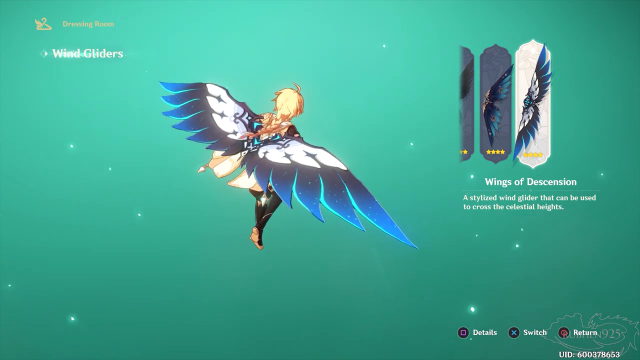 Dressing Room
Wind Gliders
Wings of Descension
A stylized wind glider that can be used
to cross the celestial heights.
Details
Switch
Return
UID: 600378653